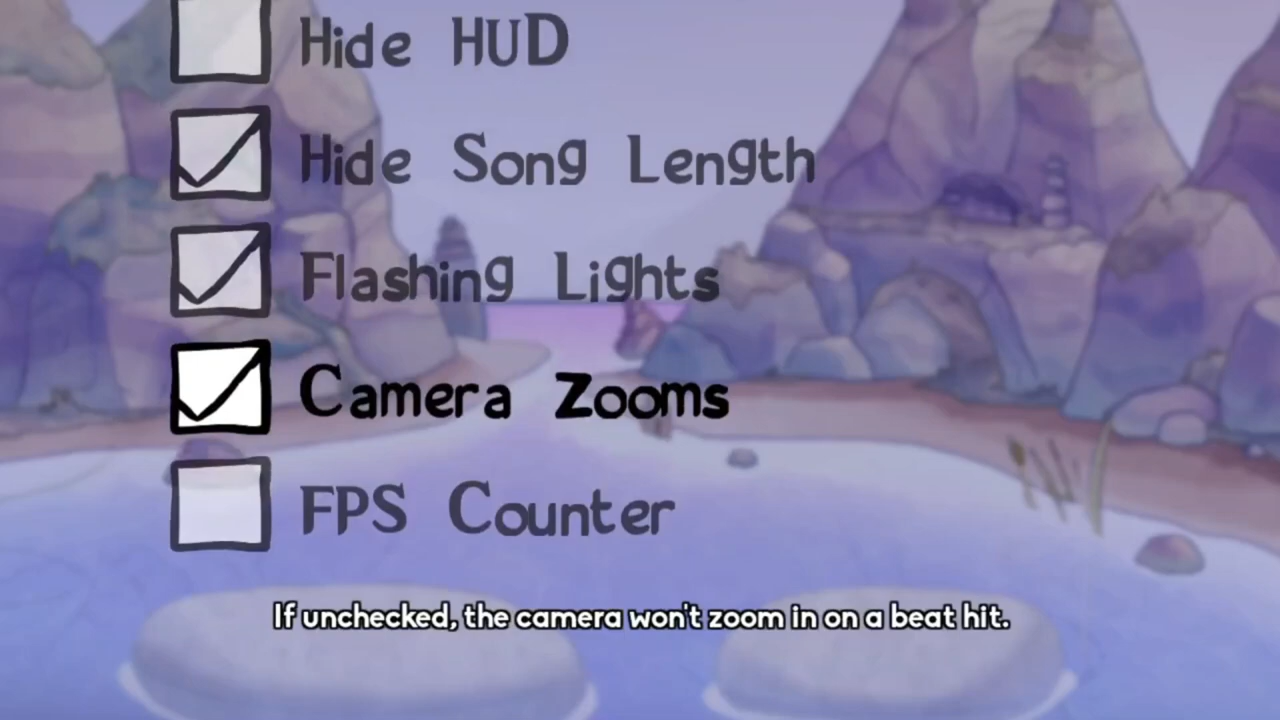 Hide HUD
Hide Song Length
Flashing Lights
Camera Zooms
FPS Counter
If unchecked, the camera won't zoom in on a beat hit.